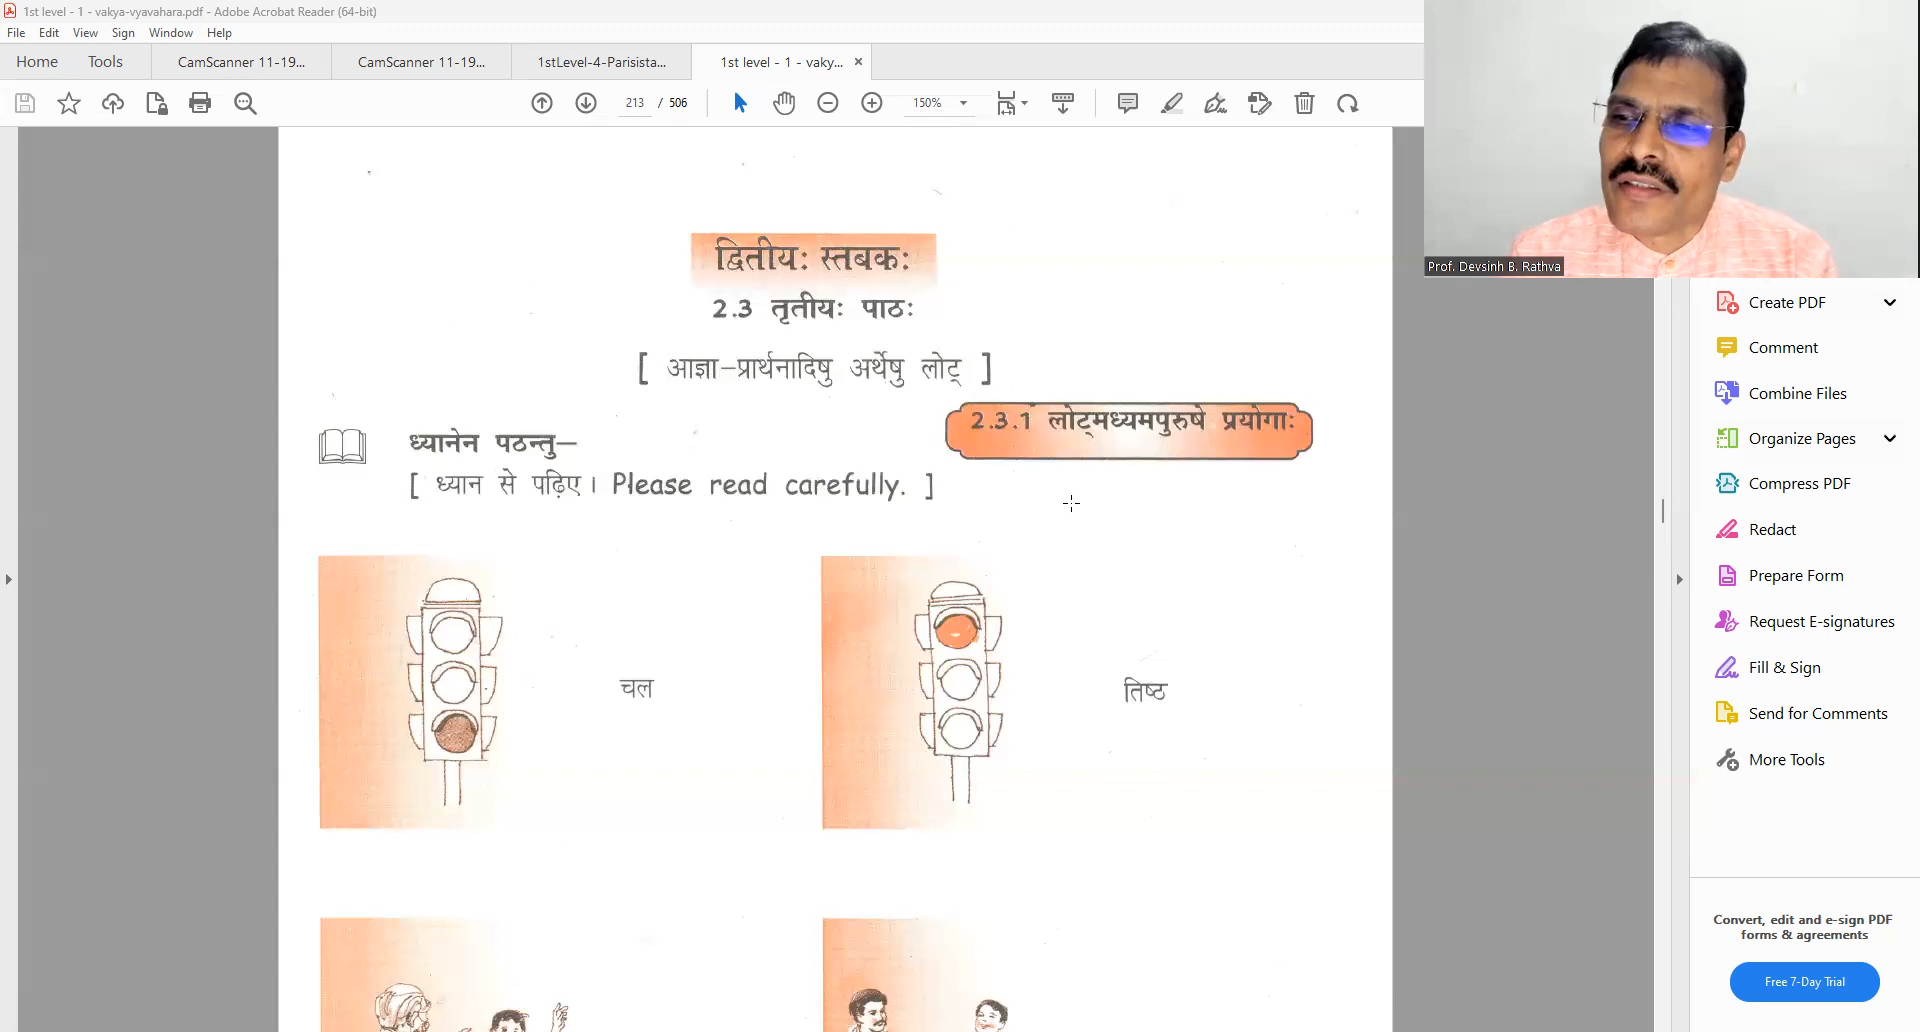 1st level - 1 - vakya-vyavahara.pdf - Adobe Acrobat Reader (64-bit)
File Edit View Sign Window Help
Home Tools CamScanner 11-19... CamScanner 11-19... 1stLevel-4-Parisista... 1st level - 1 - vaky...
213 / 506 150%
द्वितीयः स्तबकः
2.3 तृतीयः पाठः
[ आज्ञा-प्रार्थनादिषु अर्थेषु लोट् ]
2.3.1 लोट्मध्यमपुरुषे प्रयोगाः
ध्यानेन पठन्तु—
[ ध्यान से पढ़िए। Please read carefully. ]
चल
तिष्ठ
Prof. Devsinh B. Rathva
Create PDF
Comment
Combine Files
Organize Pages
Compress PDF
Redact
Prepare Form
Request E-signatures
Fill & Sign
Send for Comments
More Tools
Convert, edit and e-sign PDF
forms & agreements
Free 7-Day Trial